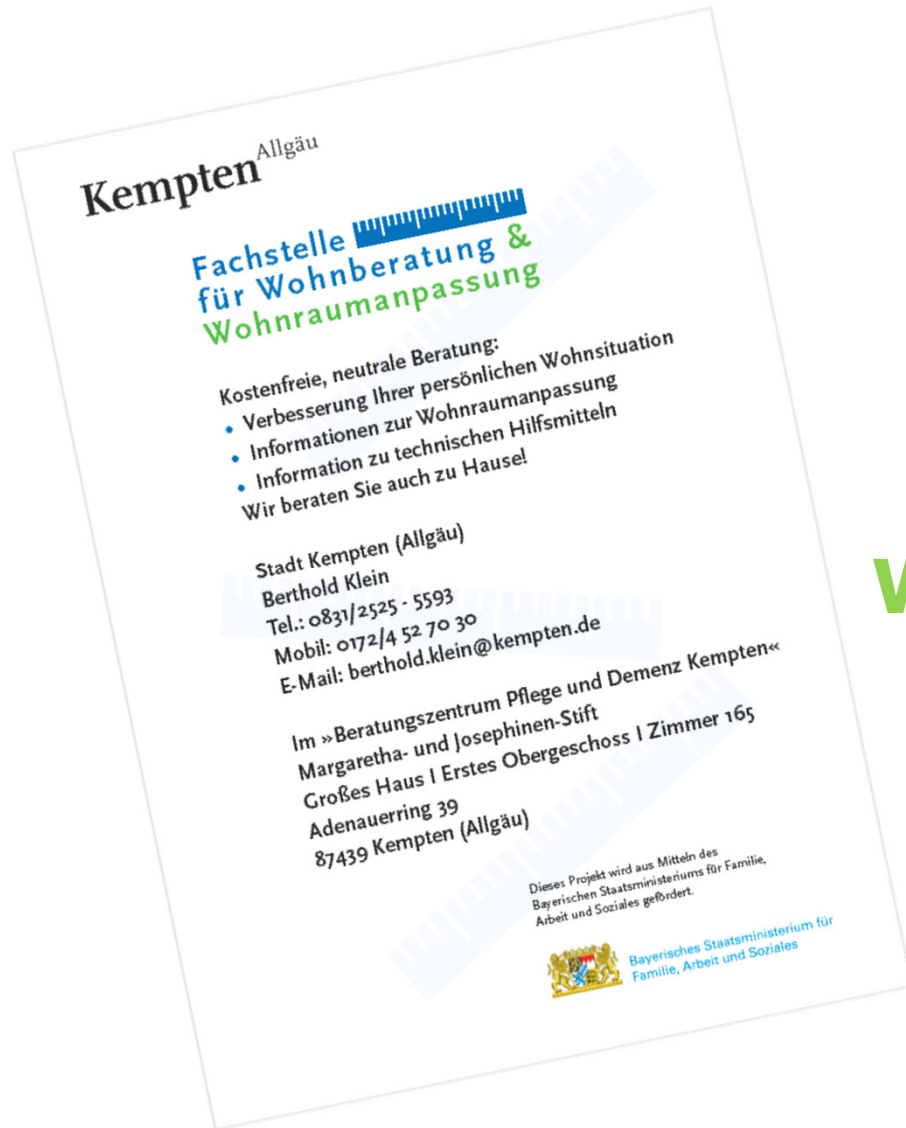 Kempten Allgäu
Fachstelle
für Wohnberatung &
Wohnraumanpassung
Kostenfreie, neutrale Beratung:
• Verbesserung Ihrer persönlichen Wohnsituation
• Informationen zur Wohnraumanpassung
• Information zu technischen Hilfsmitteln
Wir beraten Sie auch zu Hause!
Stadt Kempten (Allgäu)
Berthold Klein
Tel.: 0831/2525 - 5593
Mobil: 0172/4 52 70 30
E-Mail: berthold.klein@kempten.de
Im »Beratungszentrum Pflege und Demenz Kempten«
Margaretha- und Josephinen-Stift
Großes Haus I Erstes Obergeschoss I Zimmer 165
Adenauerring 39
87439 Kempten (Allgäu)
Dieses Projekt wird aus Mitteln des
Bayerischen Staatsministeriums für Familie,
Arbeit und Soziales gefördert.
Bayerisches Staatsministerium für
Familie, Arbeit und Soziales